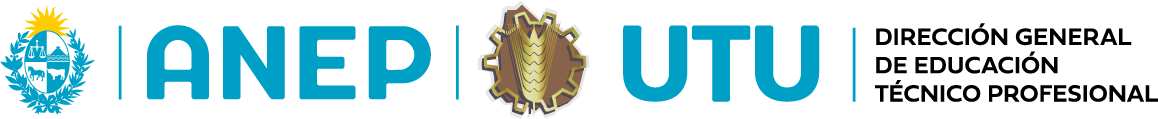 ANEP
UTU
DIRECCIÓN GENERAL
DE EDUCACIÓN
TÉCNICO PROFESIONAL